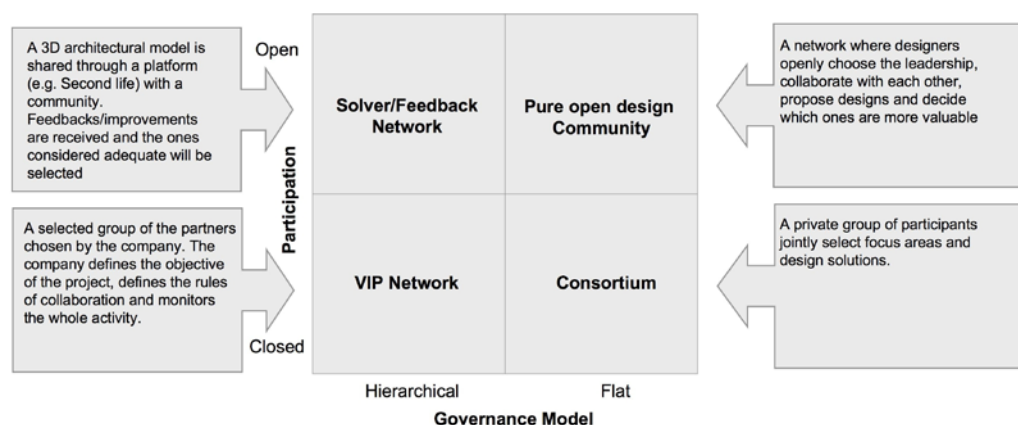 A 3D architectural model is
shared through a platform
(e.g. Second life) with a
community.
Feedbacks/improvements
are received and the ones
considered adequate will be
selected
A selected group of the partners
chosen by the company. The
company defines the objective
of the project, defines the rules
of collaboration and monitors
the whole activity.
Open
Participation
Closed
Solver/Feedback
Network
Pure open design
Community
VIP Network
Consortium
Hierarchical
Flat
Governance Model
A network where designers
openly choose the leadership,
collaborate with each other,
propose designs and decide
which ones are more valuable
A private group of participants
jointly select focus areas and
design solutions.